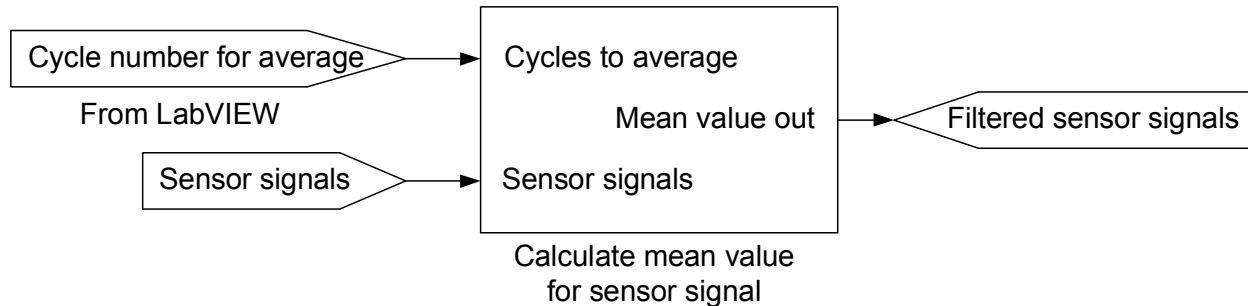 Cycle number for average
From LabVIEW
Sensor signals
Cycles to average
Mean value out
Sensor signals
Calculate mean value
for sensor signal
Filtered sensor signals